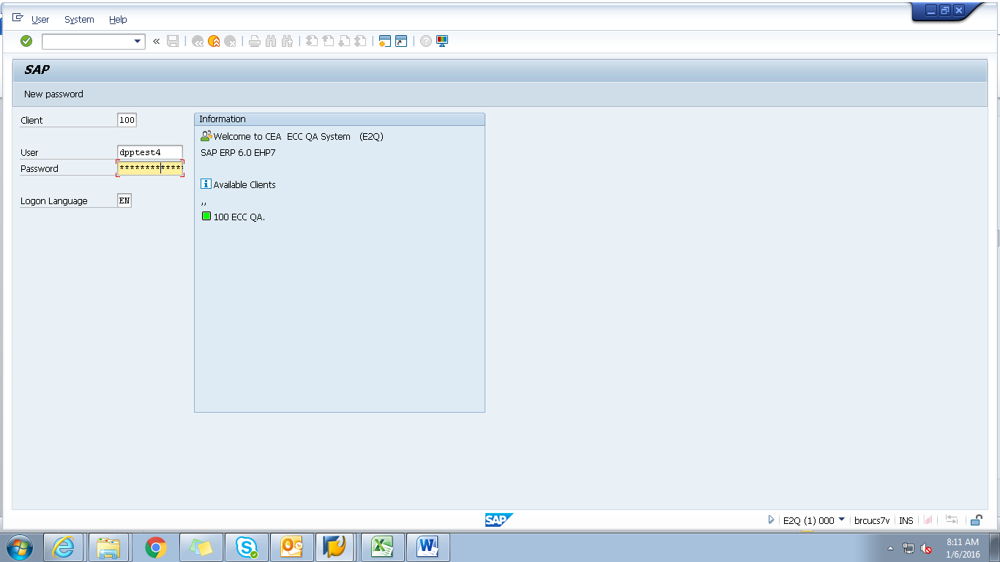 User System Help
SAP
New password
Client 100
Information
Welcome to CEA ECC QA System (E2Q)
User dpptest4
SAP ERP 6.0 EHP7
Password *************
Available Clients
,,
Logon Language EN
100 ECC QA.
SAP
E2Q (1) 000 brcucs7v INS
8:11 AM
1/6/2016